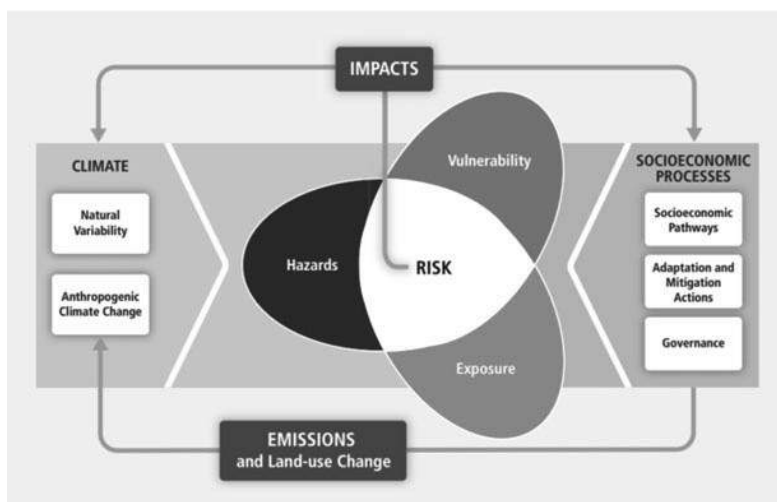 IMPACTS
CLIMATE
Natural
Variability
Anthropogenic
Climate Change
Vulnerability
Hazards
RISK
Exposure
SOCIOECONOMIC
PROCESSES
Socioeconomic
Pathways
Adaptation and
Mitigation
Actions
Governance
EMISSIONS
and Land-use Change